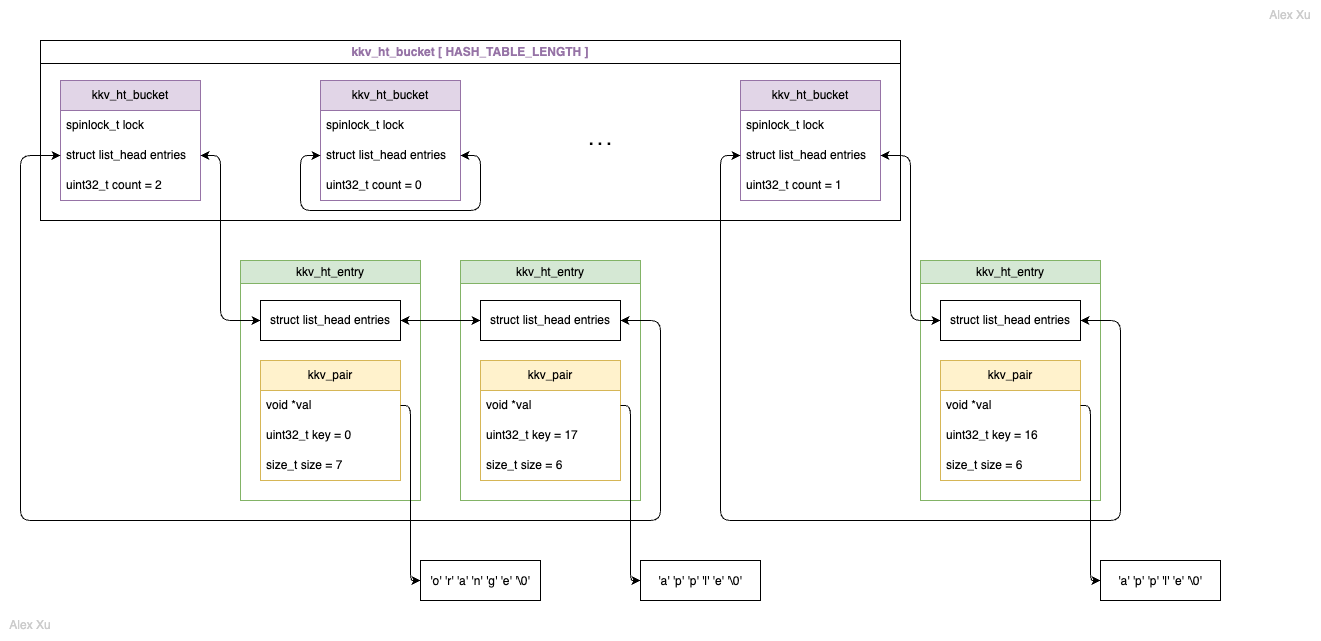 Alex Xu
kkv_ht_bucket [ HASH_TABLE_LENGTH ]
kkv_ht_bucket
spinlock_t lock
struct list_head entries
uint32_t count = 2
kkv_ht_bucket
spinlock_t lock
struct list_head entries
uint32_t count = 0
...
kkv_ht_bucket
spinlock_t lock
struct list_head entries
uint32_t count = 1
kkv_ht_entry
struct list_head entries
kkv_pair
void *val
uint32_t key = 0
size_t size = 7
kkv_ht_entry
struct list_head entries
kkv_pair
void *val
uint32_t key = 17
size_t size = 6
kkv_ht_entry
struct list_head entries
kkv_pair
void *val
uint32_t key = 16
size_t size = 6
'o' 'r' 'a' 'n' 'g' 'e' '\0'
'a' 'p' 'p' 'l' 'e' '\0'
'a' 'p' 'p' 'l' 'e' '\0'
Alex Xu